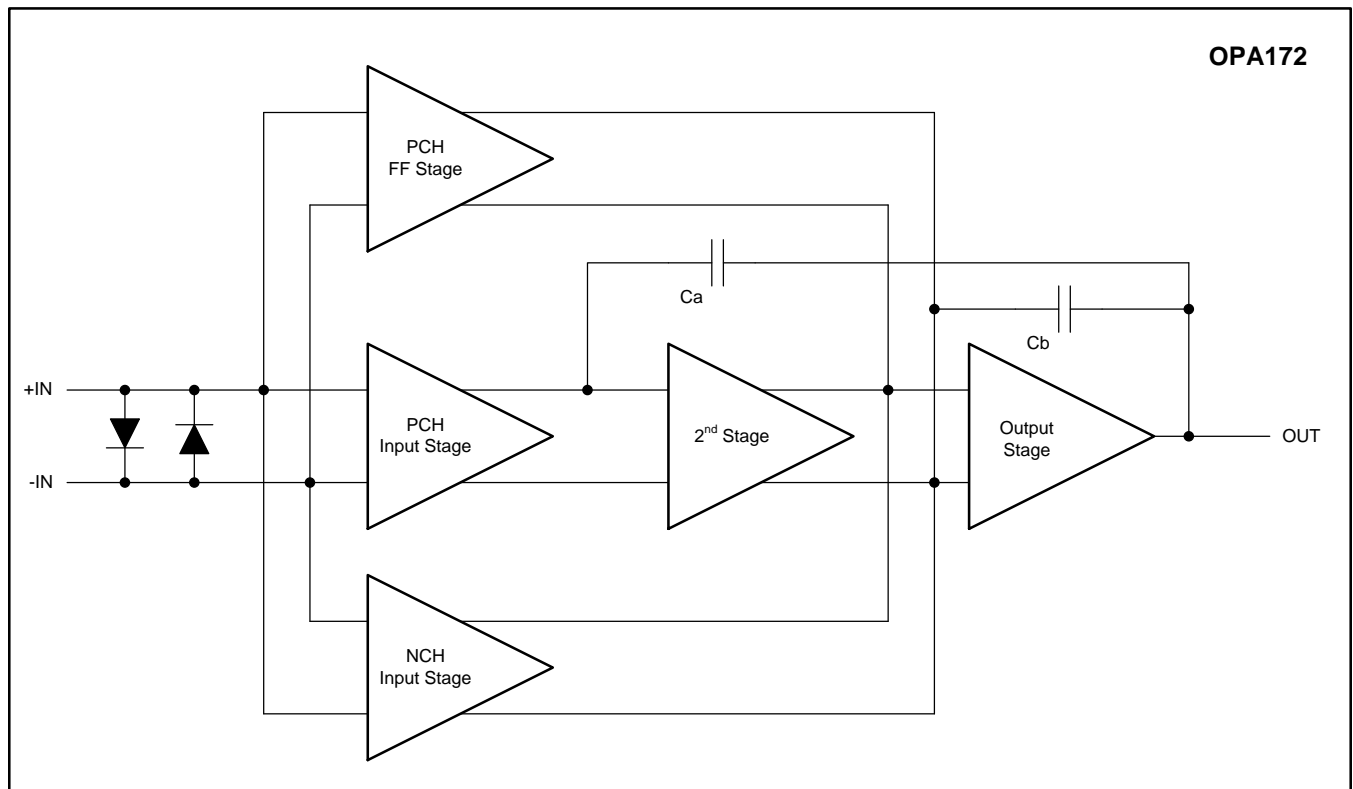 OPA172
PCH
FF Stage
Ca
Cb
+IN
-IN
PCH
Input Stage
2nd Stage
Output
Stage
OUT
NCH
Input Stage